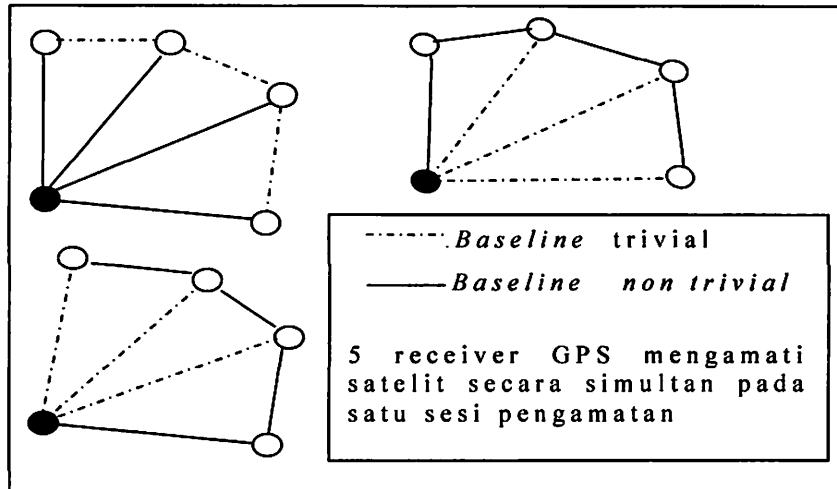 Baseline trivial
Baseline non trivial
5 receiver GPS mengamati
satelit secara simultan pada
satu sesi pengamatan